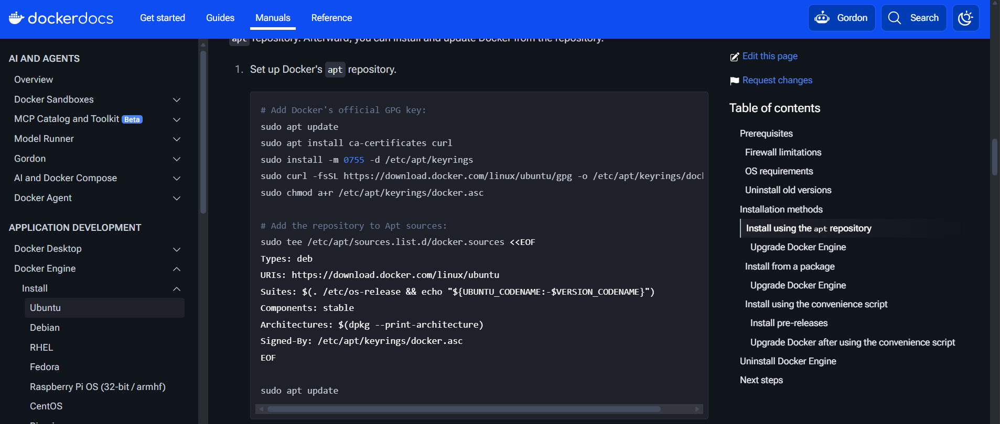 dockerdocs
Get started
Guides
Manuals
Reference
Gordon
Search
AI AND AGENTS
Overview
Docker Sandboxes
MCP Catalog and Toolkit Beta
Model Runner
Gordon
AI and Docker Compose
Docker Agent
APPLICATION DEVELOPMENT
Docker Desktop
Docker Engine
Install
Ubuntu
Debian
RHEL
Fedora
Raspberry Pi OS (32-bit / armhf)
CentOS
apt repository. Afterward, you can install and update Docker from the repository.
1. Set up Docker's apt repository.
# Add Docker's official GPG key:
sudo apt update
sudo apt install ca-certificates curl
sudo install -m 0755 -d /etc/apt/keyrings
sudo curl -fsSL https://download.docker.com/linux/ubuntu/gpg -o /etc/apt/keyrings/doc
sudo chmod a+r /etc/apt/keyrings/docker.asc
# Add the repository to Apt sources:
sudo tee /etc/apt/sources.list.d/docker.sources <<EOF
Types: deb
URIs: https://download.docker.com/linux/ubuntu
Suites: $(. /etc/os-release && echo "${UBUNTU_CODENAME:-$VERSION_CODENAME}")
Components: stable
Architectures: $(dpkg --print-architecture)
Signed-By: /etc/apt/keyrings/docker.asc
EOF
sudo apt update
Edit this page
Request changes
Table of contents
Prerequisites
Firewall limitations
OS requirements
Uninstall old versions
Installation methods
Install using the apt repository
Upgrade Docker Engine
Install from a package
Upgrade Docker Engine
Install using the convenience script
Install pre-releases
Upgrade Docker after using the convenience script
Uninstall Docker Engine
Next steps